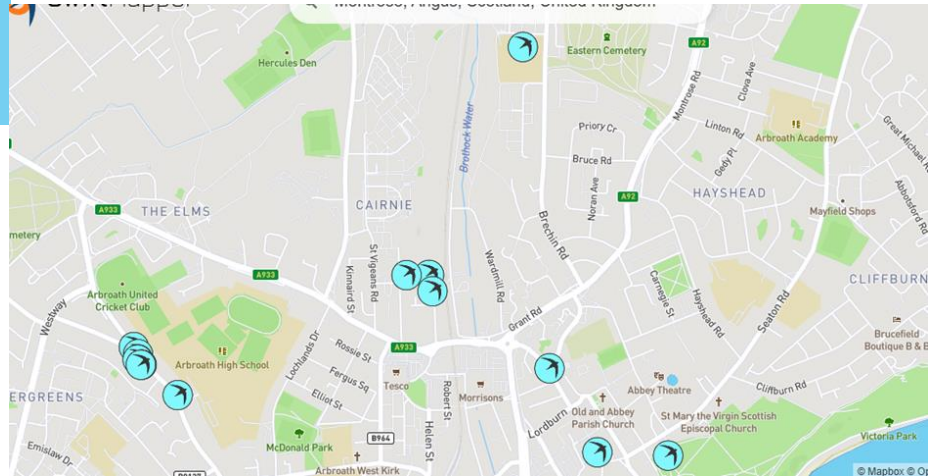 Montrose, Angus, Scotland, United Kingdom
Hercules Den
Eastern Cemetery
A92
Montrose Rd
Clova Ave
Brothock Water
Priory Cr
Linton Rd
Arbroath Academy
Great Michael Rd
Bruce Rd
Gedy Pl
Abbotsford Rd
Noran Ave
A92
HAYSHEAD
A933
THE ELMS
CAIRNIE
Mayfield Shops
Brechin Rd
St Vigeans Rd
Wardmill Rd
Kinnaird St
A933
CLIFFBURN
Carnegie St
Hayshead Rd
Seaton Rd
Arbroath United
Cricket Club
Westway
Grant Rd
Brucefield
Boutique B & B
Lochlands Dr
Rossie St
A933
Arbroath High School
Fergus Sq
Tesco
Robert St
Morrisons
Abbey Theatre
Cliffburn Rd
Elliot St
Helen St
Lordburn
Old and Abbey
Parish Church
St Mary the Virgin Scottish
Episcopal Church
Victoria Park
McDonald Park
B964
Emislaw Dr
Arbroath West Kirk
© Mapbox ©